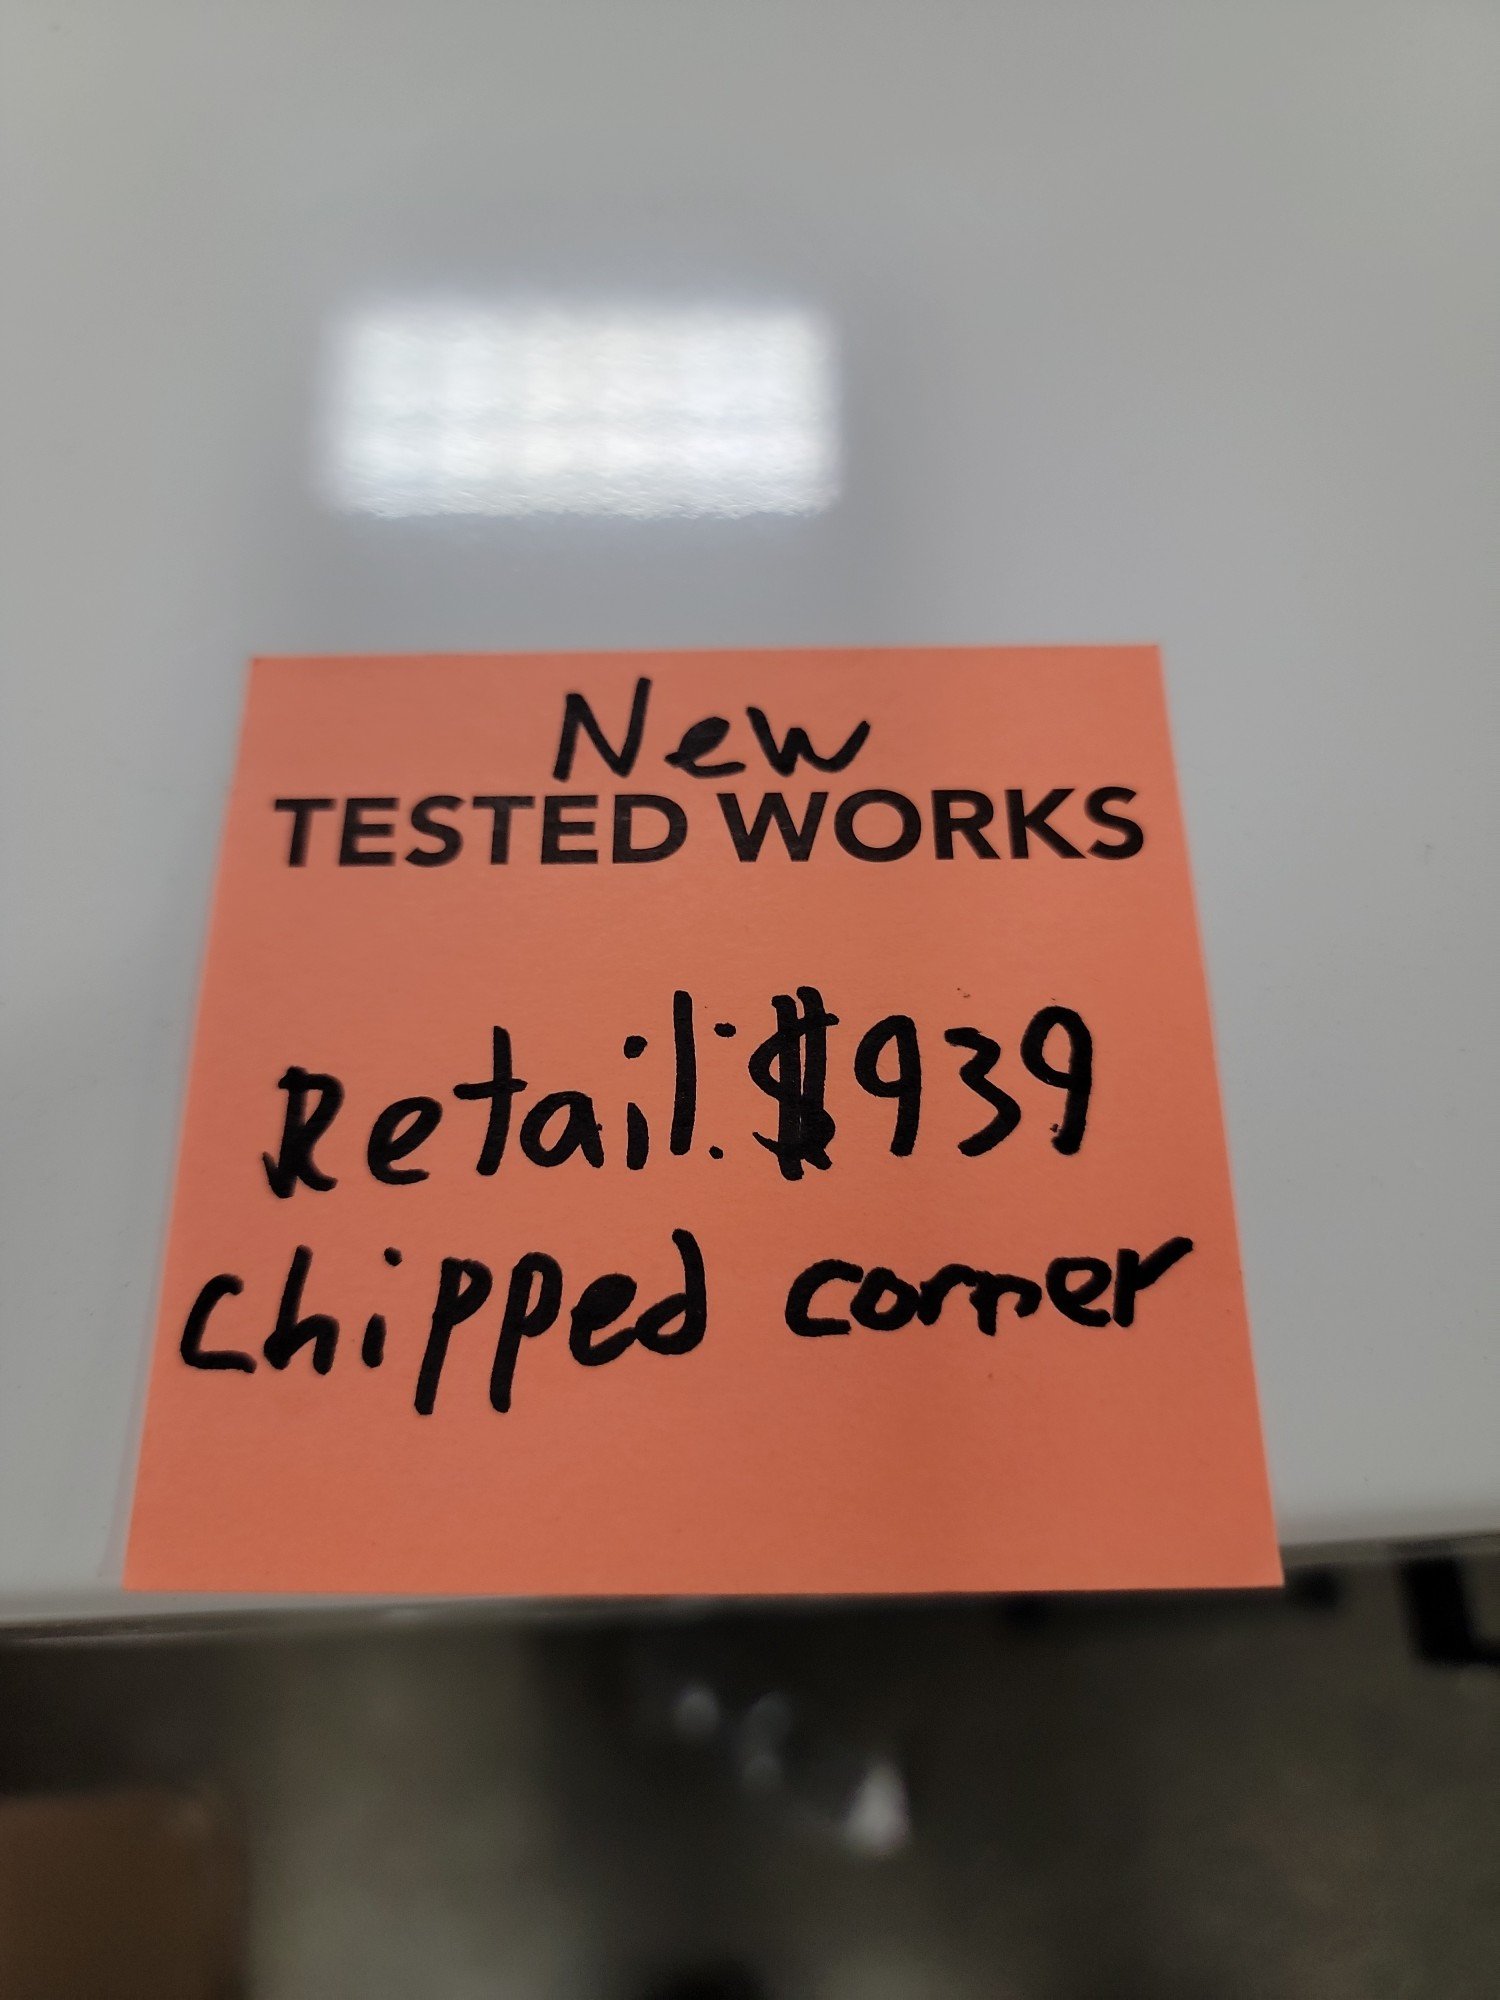 New
TESTED WORKS
Retail: $939
chipped corner